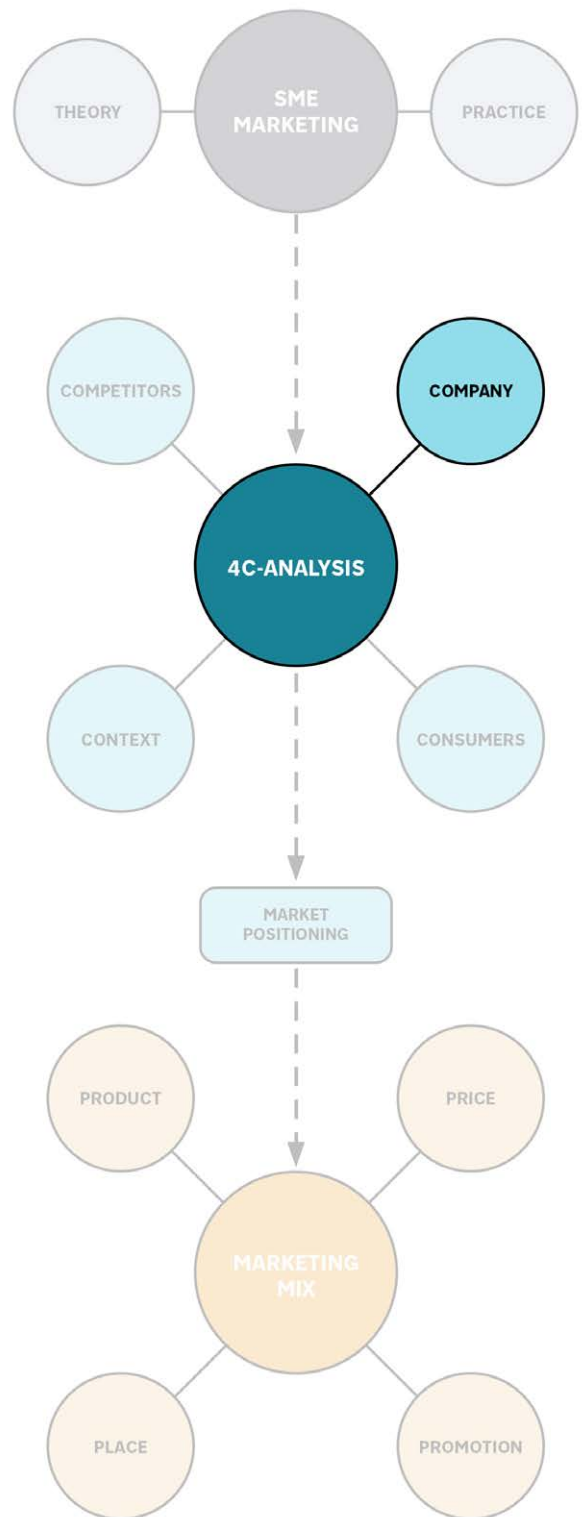 THEORY
SME
MARKETING
PRACTICE
COMPETITORS
COMPANY
4C-ANALYSIS
CONTEXT
CONSUMERS
MARKET
POSITIONING
PRODUCT
PRICE
MARKETING
MIX
PLACE
PROMOTION